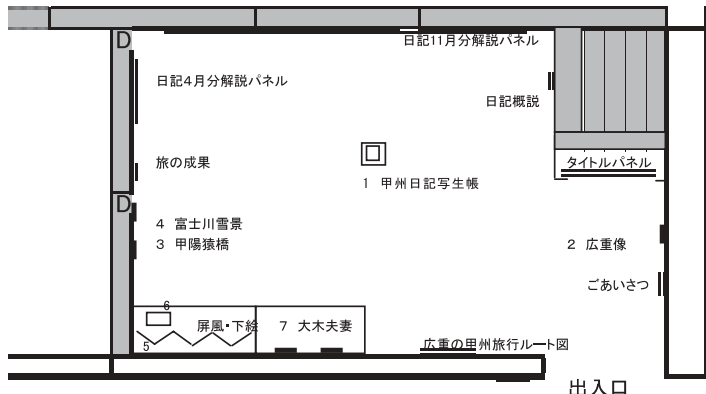 D
日記11月分解説パネル
日記4月分解説パネル
日記概説
旅の成果
タイトルパネル
1 甲州日記写生帳
D
4 富士川雪景
3 甲陽猿橋
2 広重像
ごあいさつ
6
屏風・下絵
7 大木夫妻
5
広重の甲州旅行ルート図
出入口